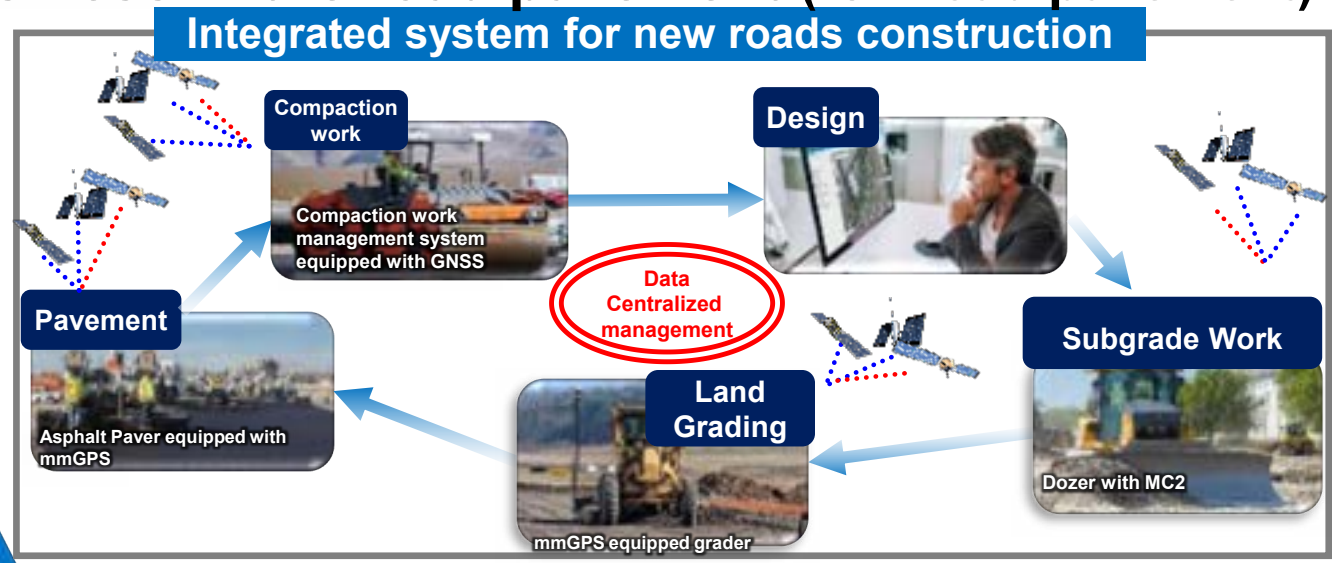 Integrated system for new roads construction
Compaction
work
Compaction work
management system
equipped with GNSS
Design
Data
Centralized
management
Pavement
Asphalt Paver equipped with
mmGPS
Land
Grading
mmGPS equipped grader
Subgrade Work
Dozer with MC2